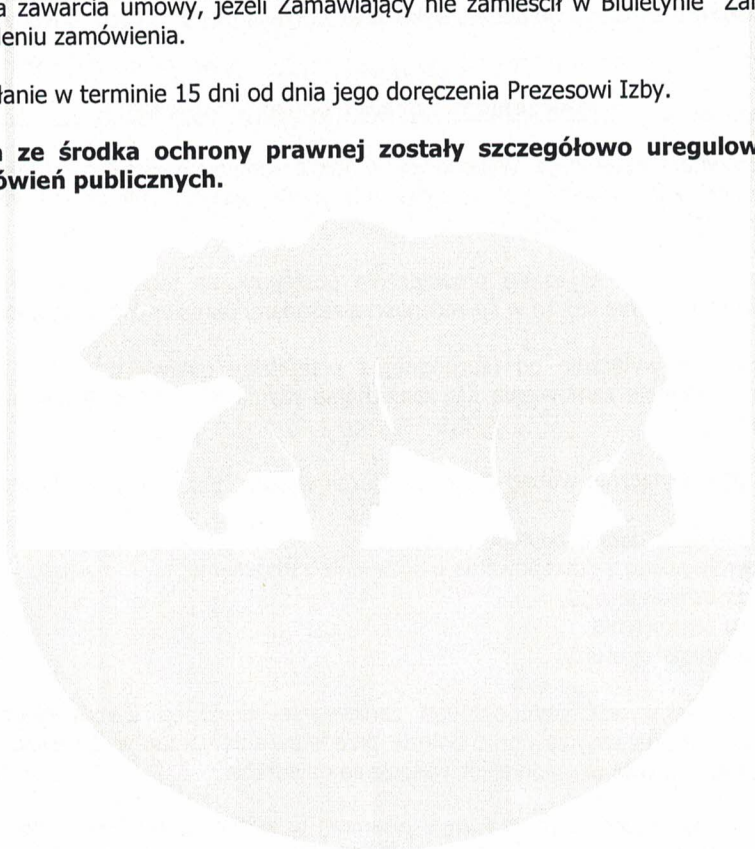 a zawarcia umowy, jeżeli Zamawiający nie zamieścił w Biuletynie
eniu zamówienia.
łanie w terminie 15 dni od dnia jego doręczenia Prezesowi Izby.
ze środka ochrony prawnej zostały szczegółowo uregulow
ówień publicznych.